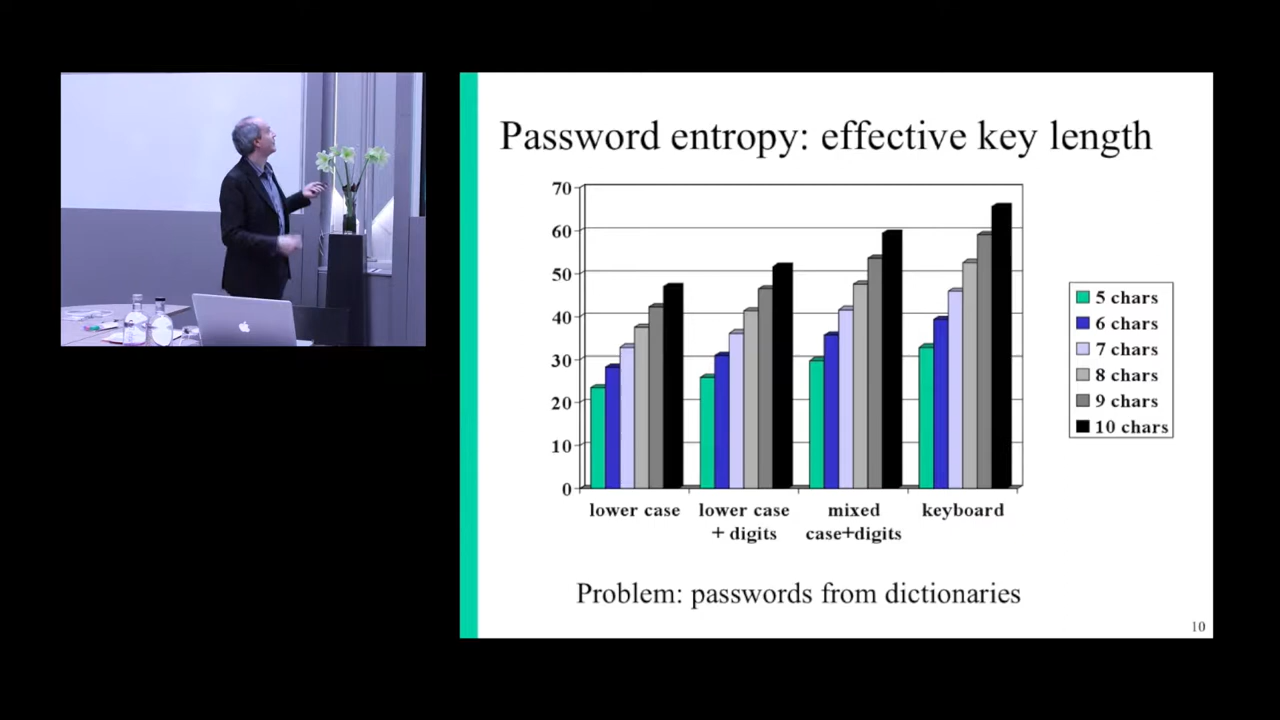 Password entropy: effective key length
70
60
50
40
30
20
10
0
lower case
lower case
+ digits
mixed
case+digits
keyboard
5 chars
6 chars
7 chars
8 chars
9 chars
10 chars
Problem: passwords from dictionaries
10